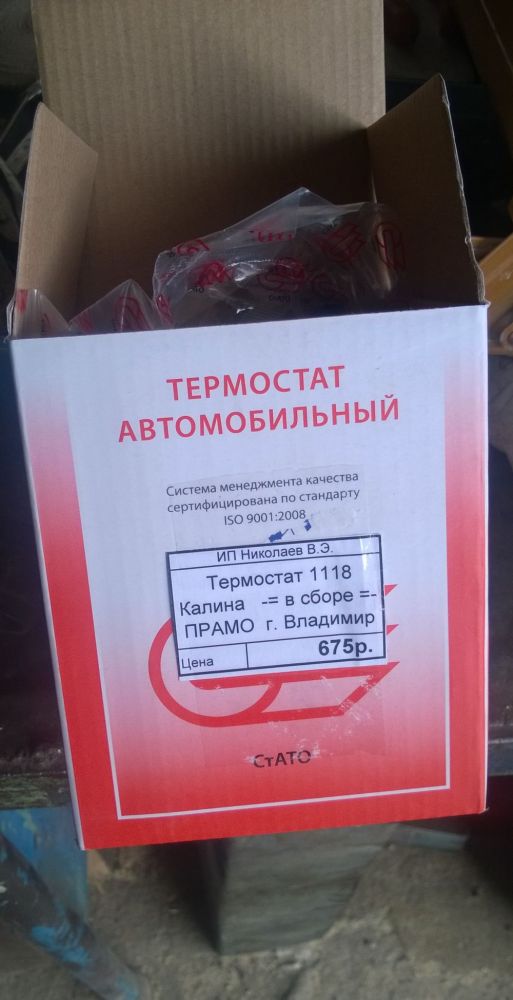 ТЕРМОСТАТ
АВТОМОБИЛЬНЫЙ
Система менеджмента качества
сертифицирована по стандарту
ISO 9001:2008
ИП Николаев В.Э.
Термостат 1118
Калина -= в сборе =-
ПРАМО г. Владимир
Цена 675р.
СтАТО